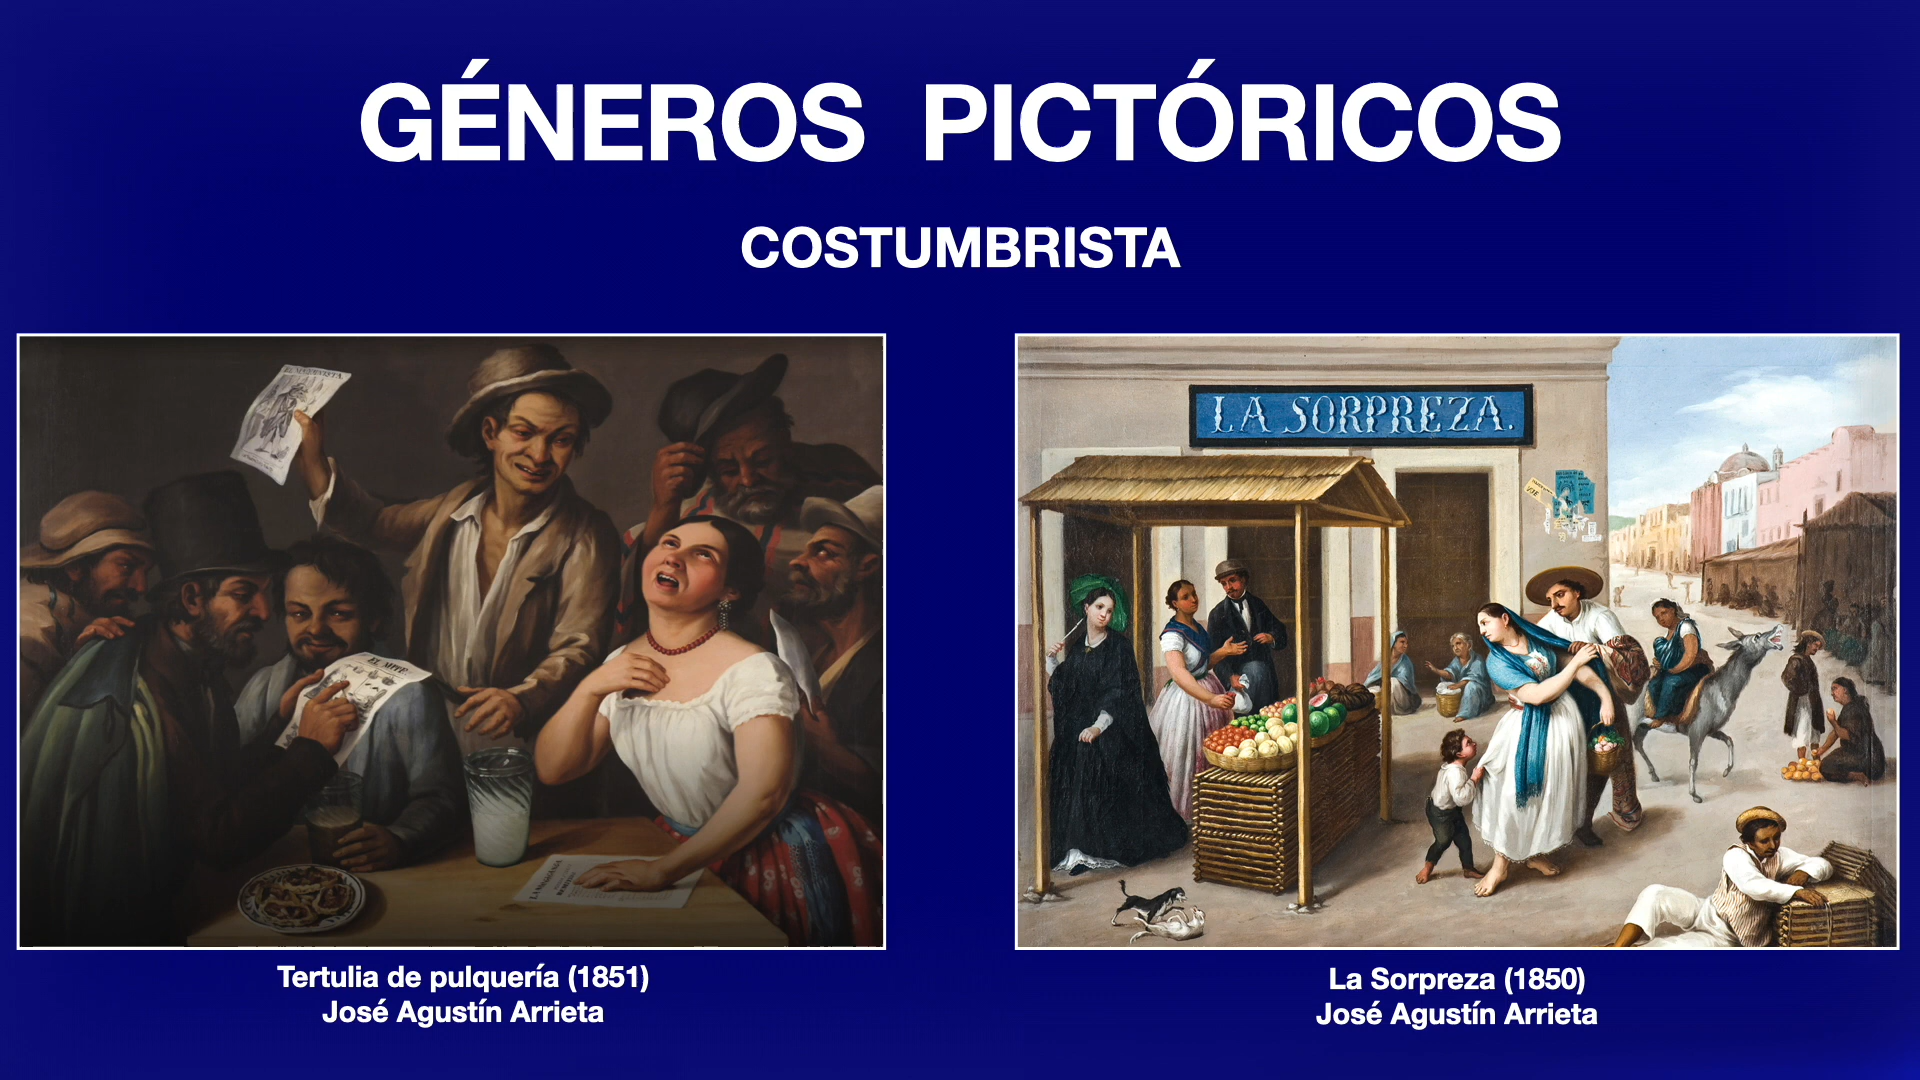 GÉNEROS PICTÓRICOS
COSTUMBRISTA
LA SORPREZA.
Tertulia de pulquería (1851)
José Agustín Arrieta
La Sorpreza (1850)
José Agustín Arrieta